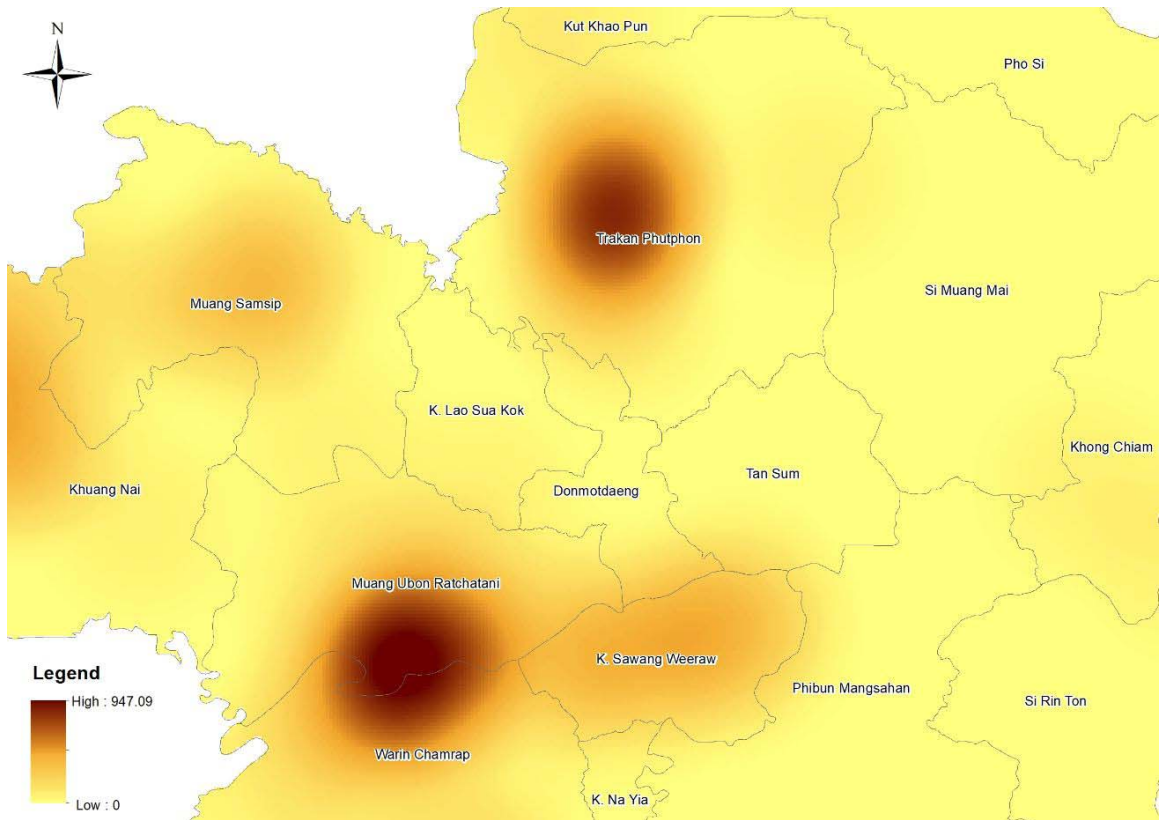 N
Kut Khao Pun
Pho Si
Trakan Phutphon
Si Muang Mai
Muang Samsip
K. Lao Sua Kok
Khong Chiam
Tan Sum
Khuang Nai
Donmotdaeng
Muang Ubon Ratchatani
K. Sawang Weeraw
Phibun Mangsahan
Si Rin Ton
Warin Chamrap
K. Na Yia
Legend
High : 947.09
Low : 0